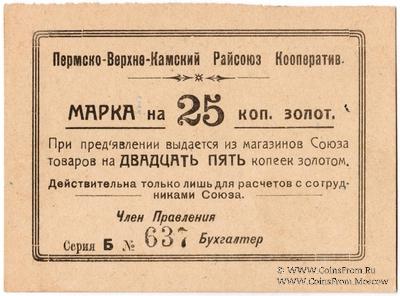 Пермско-Верхне-Камский Райсоюз Кооператив.
МАРКА на 25 коп. золот.
При пред'явлении выдается из магазинов Союза
товаров на ДВАДЦАТЬ ПЯТЬ копеек золотом.
Действительна только лишь для расчетов с сотруд-
никами Союза.
Член Правления
Серия Б № 637 Бухгалтер
© www.CoinsFrom.Ru
© CoinsFrom,Moscow